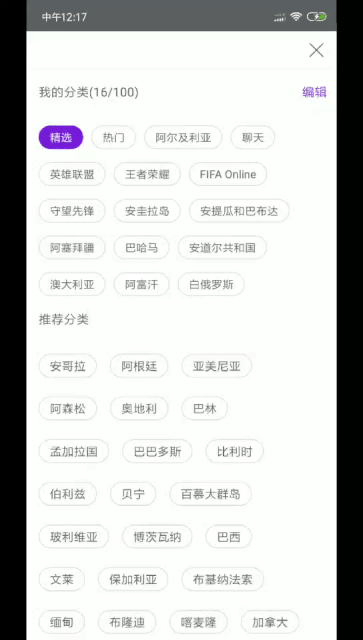 中午12:17
我的分类(16/100) 编辑
精选 热门 阿尔及利亚 聊天
英雄联盟 王者荣耀 FIFA Online
守望先锋 安圭拉岛 安提瓜和巴布达
阿塞拜疆 巴哈马 安道尔共和国
澳大利亚 阿富汗 白俄罗斯
推荐分类
安哥拉 阿根廷 亚美尼亚
阿森松 奥地利 巴林
孟加拉国 巴巴多斯 比利时
伯利兹 贝宁 百慕大群岛
玻利维亚 博茨瓦纳 巴西
文莱 保加利亚 布基纳法索
缅甸 布隆迪 喀麦隆 加拿大